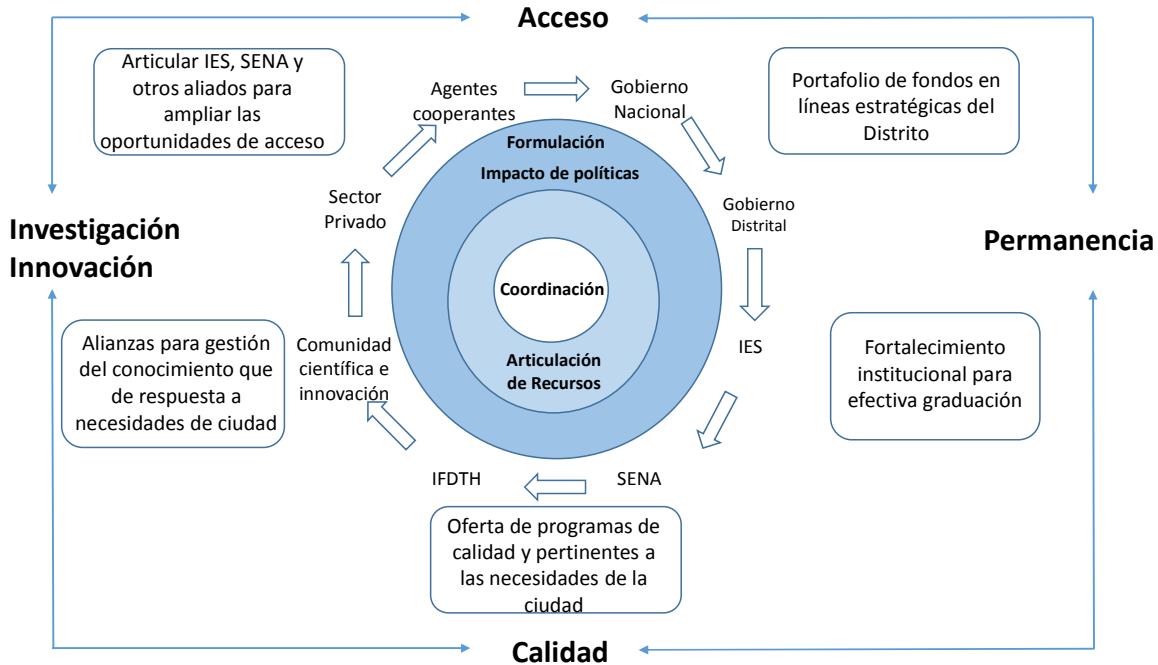 Acceso
Articular IES, SENA y
otros aliados para
ampliar las
oportunidades de acceso
Agentes
cooperantes
Gobierno
Nacional
Portafolio de fondos en
líneas estratégicas del
Distrito
Formulación
Impacto de políticas
Sector
Privado
Gobierno
Distrital
Investigación
Innovación
Permanencia
Coordinación
Alianzas para gestión
del conocimiento que
de respuesta a
necesidades de ciudad
Comunidad
científica e
innovación
Articulación
de Recursos
IES
Fortalecimiento
institucional para
efectiva graduación
IFDTH
SENA
Oferta de programas de
calidad y pertinentes a
las necesidades de la
ciudad
Calidad